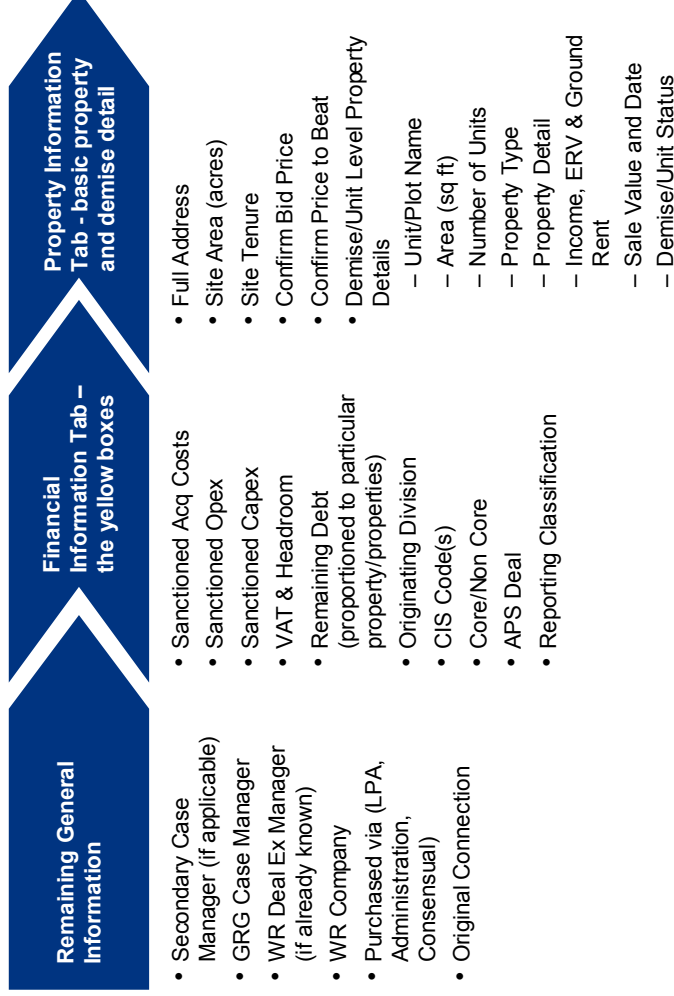 Remaining General
Information
• Secondary Case
Manager (if applicable)
• GRG Case Manager
• WR Deal Ex Manager
(if already known)
• WR Company
• Purchased via (LPA,
Administration,
Consensual)
• Original Connection
Financial
Information Tab –
the yellow boxes
• Sanctioned Acq Costs
• Sanctioned Opex
• Sanctioned Capex
• VAT & Headroom
• Remaining Debt
(proportioned to particular
property/properties)
• Originating Division
• CIS Code(s)
• Core/Non Core
• APS Deal
• Reporting Classification
Property Information
Tab - basic property
and demise detail
• Full Address
• Site Area (acres)
• Site Tenure
• Confirm Bid Price
• Confirm Price to Beat
• Demise/Unit Level Property
Details
– Unit/Plot Name
– Area (sq ft)
– Number of Units
– Property Type
– Property Detail
– Income, ERV & Ground
Rent
– Sale Value and Date
– Demise/Unit Status